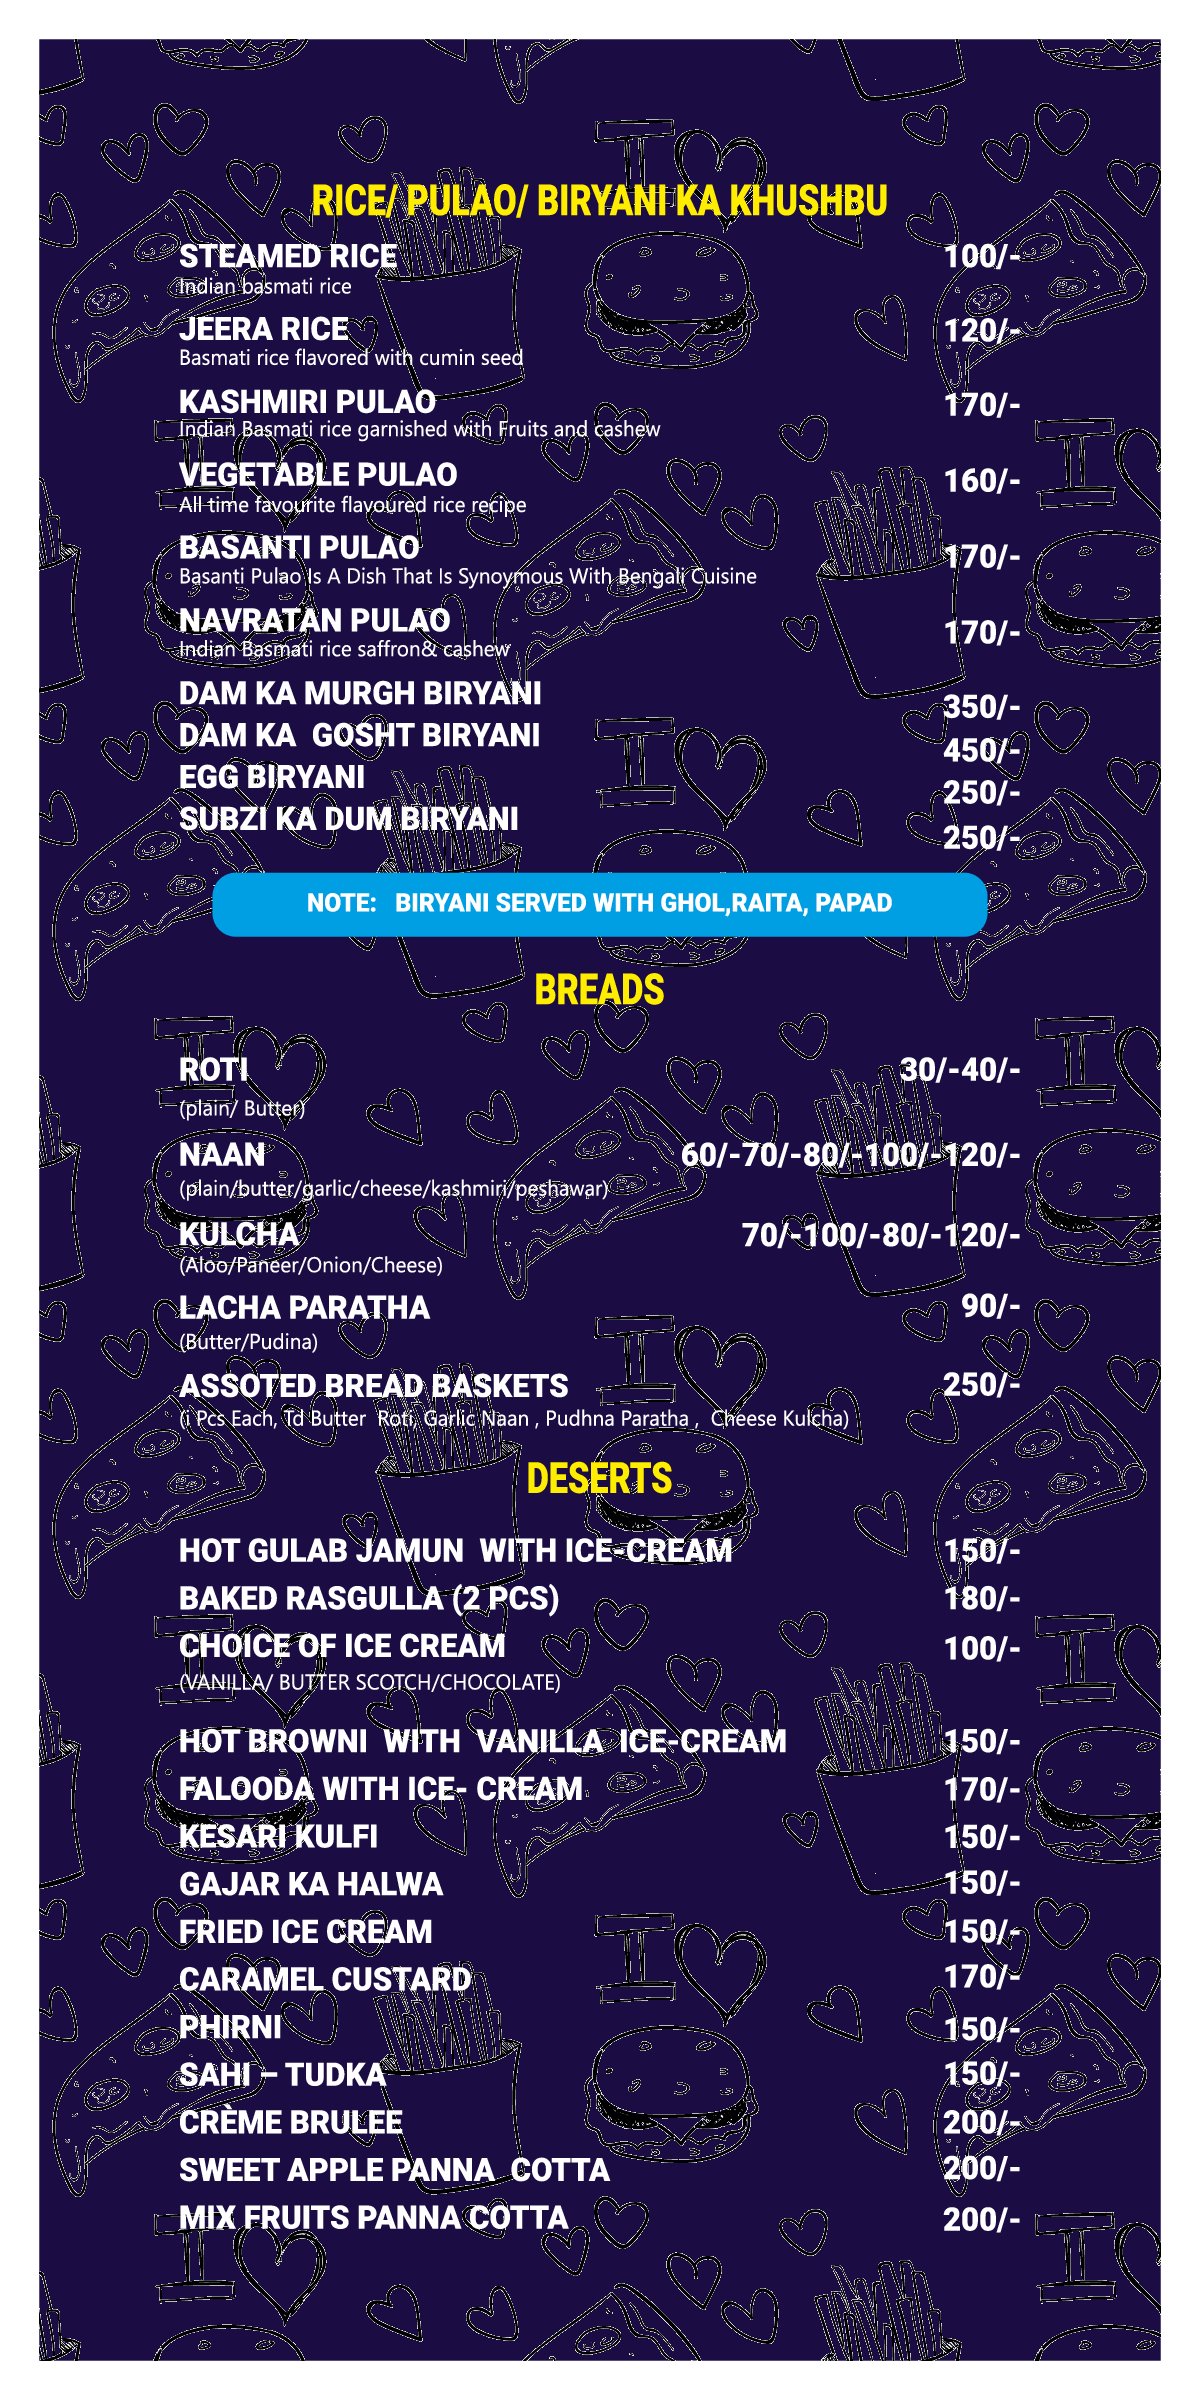 RICE/ PULAO/ BIRYANI KA KHUSHBU
STEAMED RICE 100/-
Indian basmati rice
JEERA RICE 120/-
Basmati rice flavored with cumin seed
KASHMIRI PULAO 170/-
Indian Basmati rice garnished with Fruits and cashew
VEGETABLE PULAO 160/-
All time favourite flavoured rice recipe
BASANTI PULAO 170/-
Basanti Pulao Is A Dish That Is Synoymous With Bengali Cuisine
NAVRATAN PULAO 170/-
Indian Basmati rice saffron& cashew
DAM KA MURGH BIRYANI 350/-
DAM KA GOSHT BIRYANI 450/-
EGG BIRYANI 250/-
SUBZI KA DUM BIRYANI 250/-
NOTE: BIRYANI SERVED WITH GHOL,RAITA, PAPAD
BREADS
ROTI 30/-40/-
(plain/ Butter)
NAAN 60/-70/-80/-100/-120/-
(plain/butter/garlic/cheese/kashmiri/peshawar)
KULCHA 70/-100/-80/-120/-
(Aloo/Paneer/Onion/Cheese)
LACHA PARATHA 90/-
(Butter/Pudina)
ASSOTED BREAD BASKETS 250/-
(i Pcs Each, Td Butter Roti, Garlic Naan , Pudhna Paratha , Cheese Kulcha)
DESERTS
HOT GULAB JAMUN WITH ICE-CREAM 150/-
BAKED RASGULLA (2 PCS) 180/-
CHOICE OF ICE CREAM 100/-
(VANILLA/ BUTTER SCOTCH/CHOCOLATE)
HOT BROWNI WITH VANILLA ICE-CREAM 150/-
FALOODA WITH ICE- CREAM 170/-
KESARI KULFI 150/-
GAJAR KA HALWA 150/-
FRIED ICE CREAM 150/-
CARAMEL CUSTARD 170/-
PHIRNI 150/-
SAHI – TUDKA 150/-
CRÈME BRULEE 200/-
SWEET APPLE PANNA COTTA 200/-
MIX FRUITS PANNA COTTA 200/-